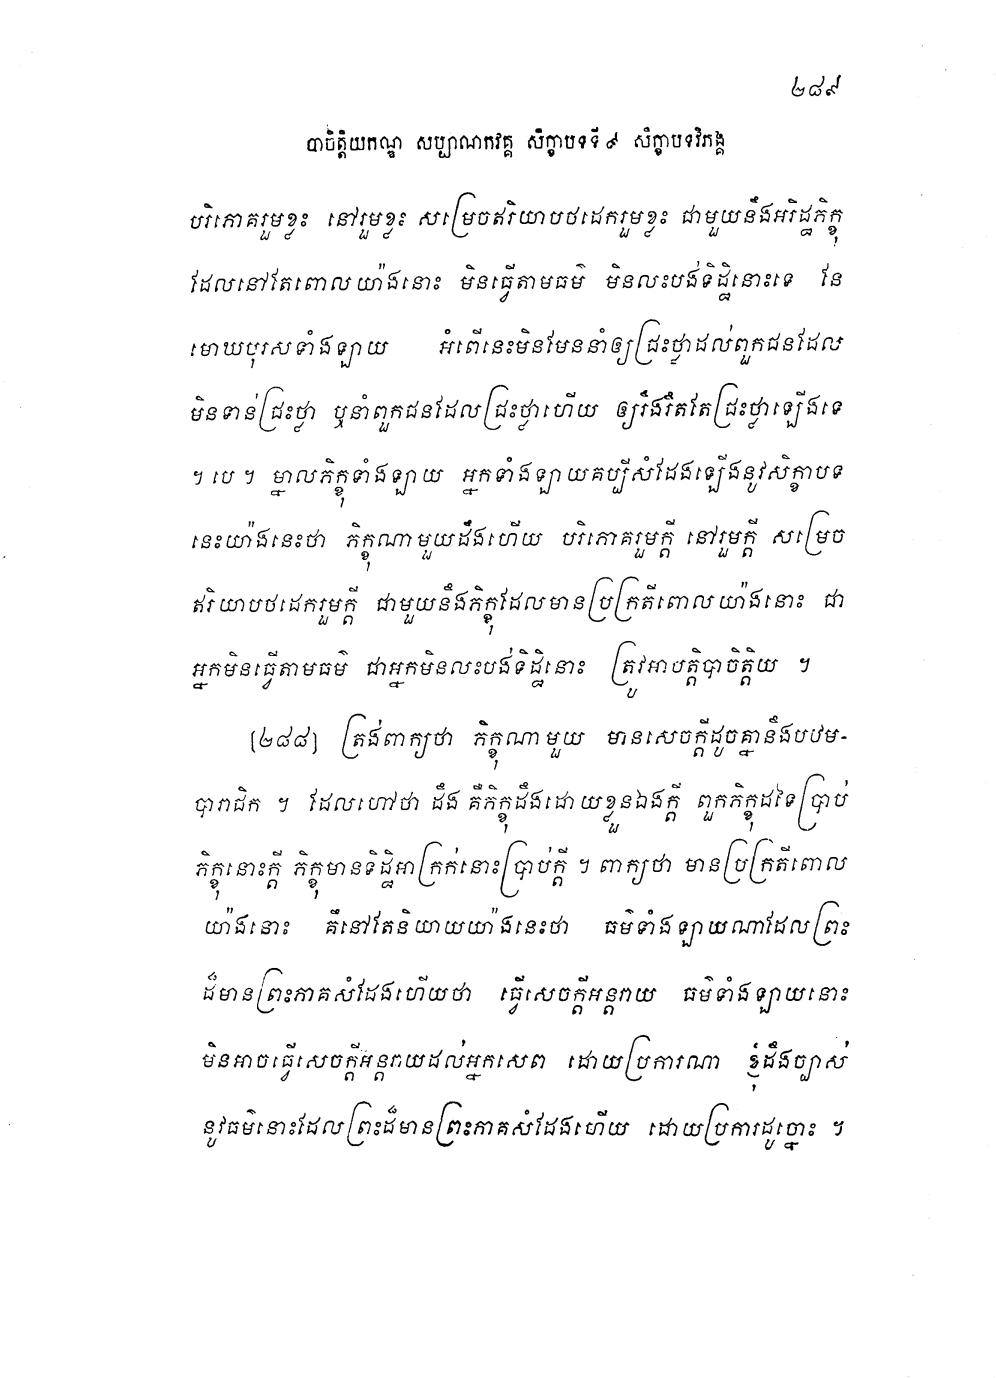 ២៨៩
បាចិត្តិយកណ្ឌ សប្បាណកវគ្គ សិក្ខាបទទី៩ សិក្ខាបទវិភង្គ
បរិភោគរួមខ្លះ នៅរួមខ្លះ សម្រេចឥរិយាបថដេករួមខ្លះ ជាមួយនឹងអរិដ្ឋភិក្ខុ
ដែលនៅតែពោលយ៉ាងនោះ មិនធ្វើតាមធម៌ មិនលះបង់ទិដ្ឋិនោះទេ នែ
មោឃបុរសទាំងឡាយ អំពើនេះមិនមែននាំឲ្យជ្រះថ្លាដល់ពួកជនដែល
មិនទាន់ជ្រះថ្លា ឬនាំពួកជនដែលជ្រះថ្លាហើយ ឲ្យរឹងរឹតតែជ្រះថ្លាឡើងទេ
។ បេ ។ ម្នាលភិក្ខុទាំងឡាយ អ្នកទាំងឡាយគប្បីសំដែងឡើងនូវសិក្ខាបទ
នេះយ៉ាងនេះថា ភិក្ខុណាមួយដឹងហើយ បរិភោគរួមក្តី នៅរួមក្តី សម្រេច
ឥរិយាបថដេករួមក្តី ជាមួយនឹងភិក្ខុដែលមានប្រក្រតីពោលយ៉ាងនោះ ជា
អ្នកមិនធ្វើតាមធម៌ ជាអ្នកមិនលះបង់ទិដ្ឋិនោះ ត្រូវអាបត្តិបាចិត្តិយ ។
[២៨៨] ត្រង់ពាក្យថា ភិក្ខុណាមួយ មានសេចក្តីដូចគ្នានឹងបឋម-
បារាជិក ។ ដែលហៅថា ដឹង គឺភិក្ខុដឹងដោយខ្លួនឯងក្តី ពួកភិក្ខុដទៃប្រាប់
ភិក្ខុនោះក្តី ភិក្ខុមានទិដ្ឋិអាក្រក់នោះប្រាប់ក្តី ។ ពាក្យថា មានប្រក្រតីពោល
យ៉ាងនោះ គឺនៅតែនិយាយយ៉ាងនេះថា ធម៌ទាំងឡាយណាដែលព្រះ
ដ៏មានព្រះភាគសំដែងហើយថា ធ្វើសេចក្តីអន្តរាយ ធម៌ទាំងឡាយនោះ
មិនអាចធ្វើសេចក្តីអន្តរាយដល់អ្នកសេព ដោយប្រការណា ខ្ញុំដឹងច្បាស់
នូវធម៌នោះដែលព្រះដ៏មានព្រះភាគសំដែងហើយ ដោយប្រការដូច្នោះ ។